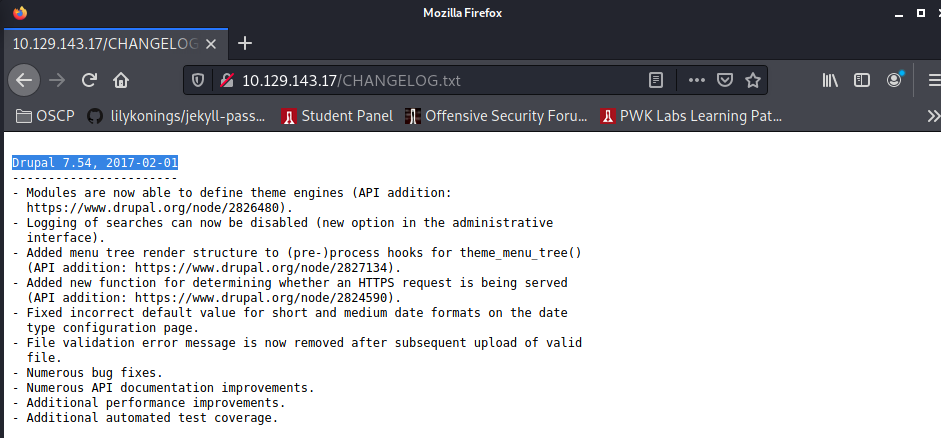 Mozilla Firefox
10.129.143.17/CHANGELOG
10.129.143.17/CHANGELOG.txt
OSCP lilykonings/jekyll-pass... Student Panel Offensive Security Foru... PWK Labs Learning Pat...
Drupal 7.54, 2017-02-01
-----------------------
- Modules are now able to define theme engines (API addition:
https://www.drupal.org/node/2826480).
- Logging of searches can now be disabled (new option in the administrative
interface).
- Added menu tree render structure to (pre-)process hooks for theme_menu_tree()
(API addition: https://www.drupal.org/node/2827134).
- Added new function for determining whether an HTTPS request is being served
(API addition: https://www.drupal.org/node/2824590).
- Fixed incorrect default value for short and medium date formats on the date
type configuration page.
- File validation error message is now removed after subsequent upload of valid
file.
- Numerous bug fixes.
- Numerous API documentation improvements.
- Additional performance improvements.
- Additional automated test coverage.